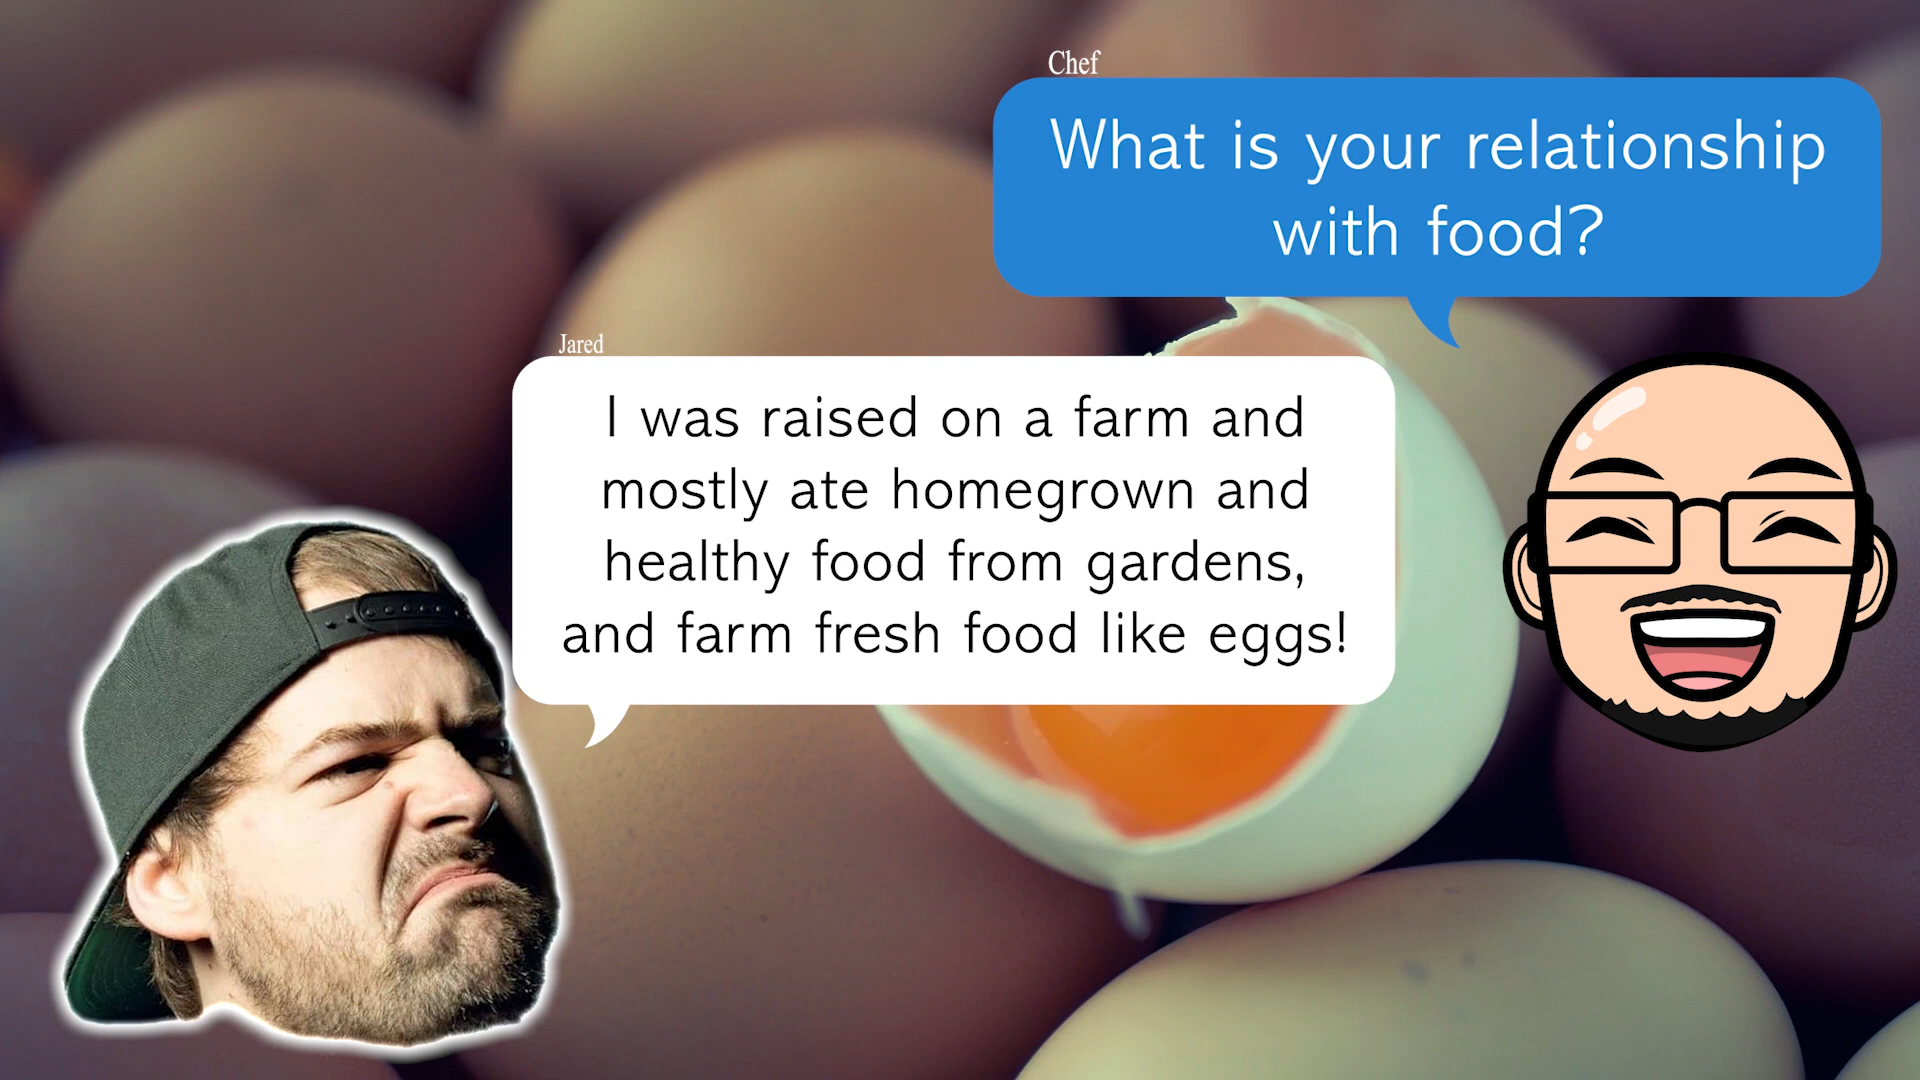 Chef
What is your relationship
with food?
Jared
I was raised on a farm and
mostly ate homegrown and
healthy food from gardens,
and farm fresh food like eggs!